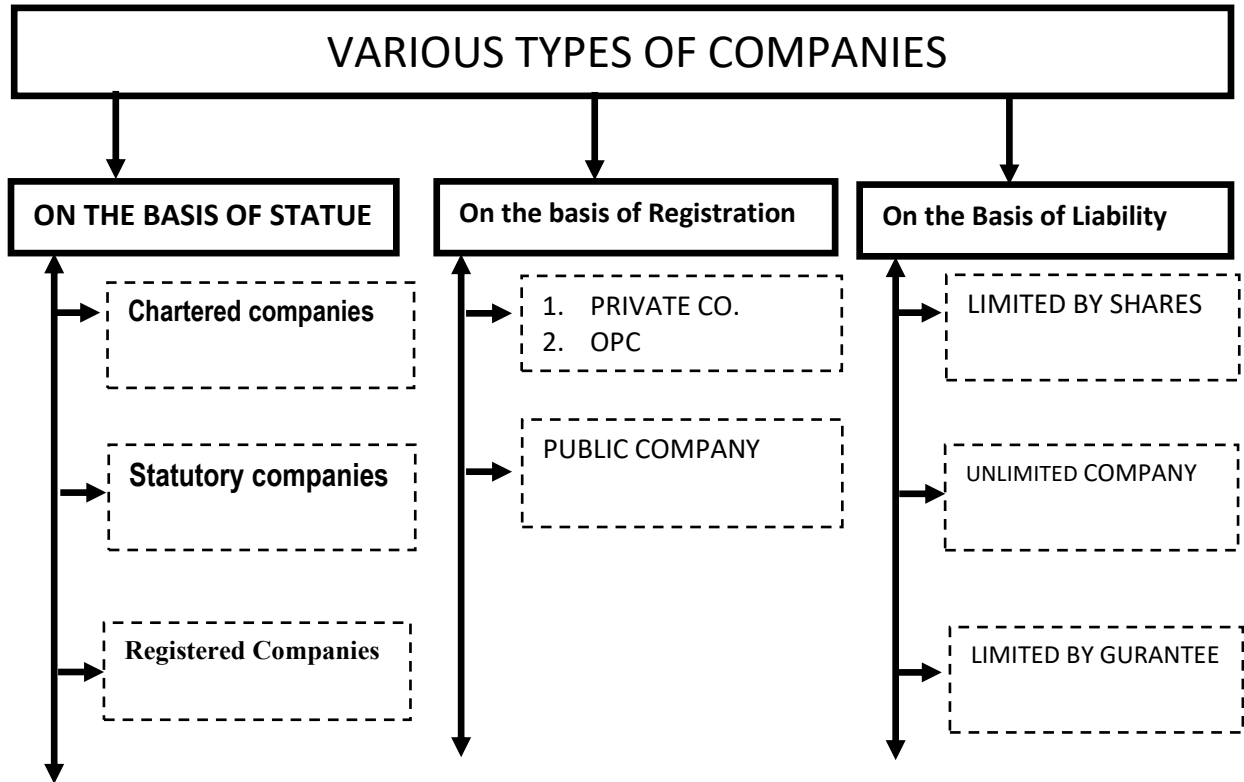 VARIOUS TYPES OF COMPANIES
ON THE BASIS OF STATUE
Chartered companies
Statutory companies
Registered Companies
On the basis of Registration
1. PRIVATE CO.
2. OPC
PUBLIC COMPANY
On the Basis of Liability
LIMITED BY SHARES
UNLIMITED COMPANY
LIMITED BY GURANTEE